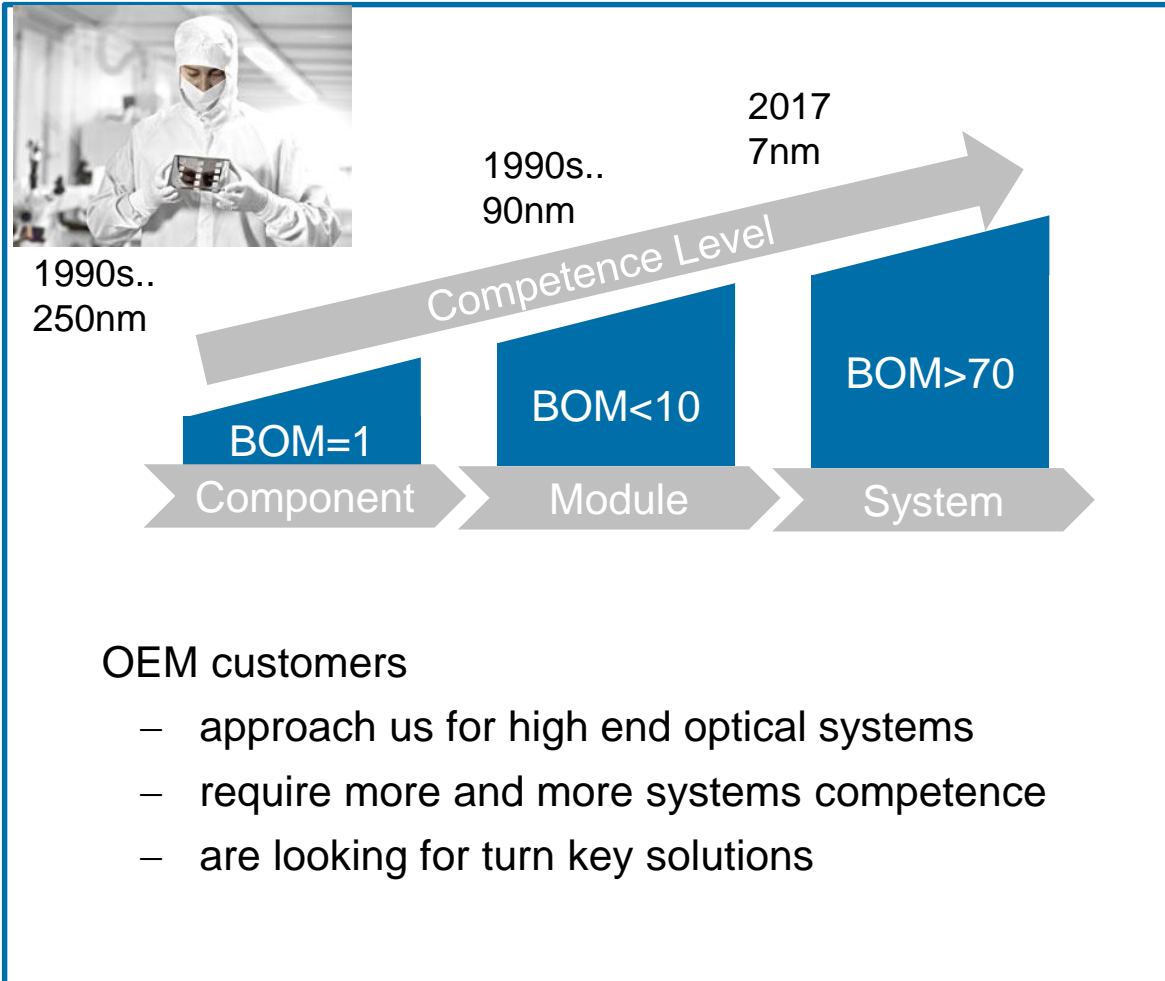 2017
7nm
1990s..
90nm
1990s..
250nm
Competence Level
BOM=1
BOM<10
BOM>70
Component
Module
System
OEM customers
– approach us for high end optical systems
– require more and more systems competence
– are looking for turn key solutions